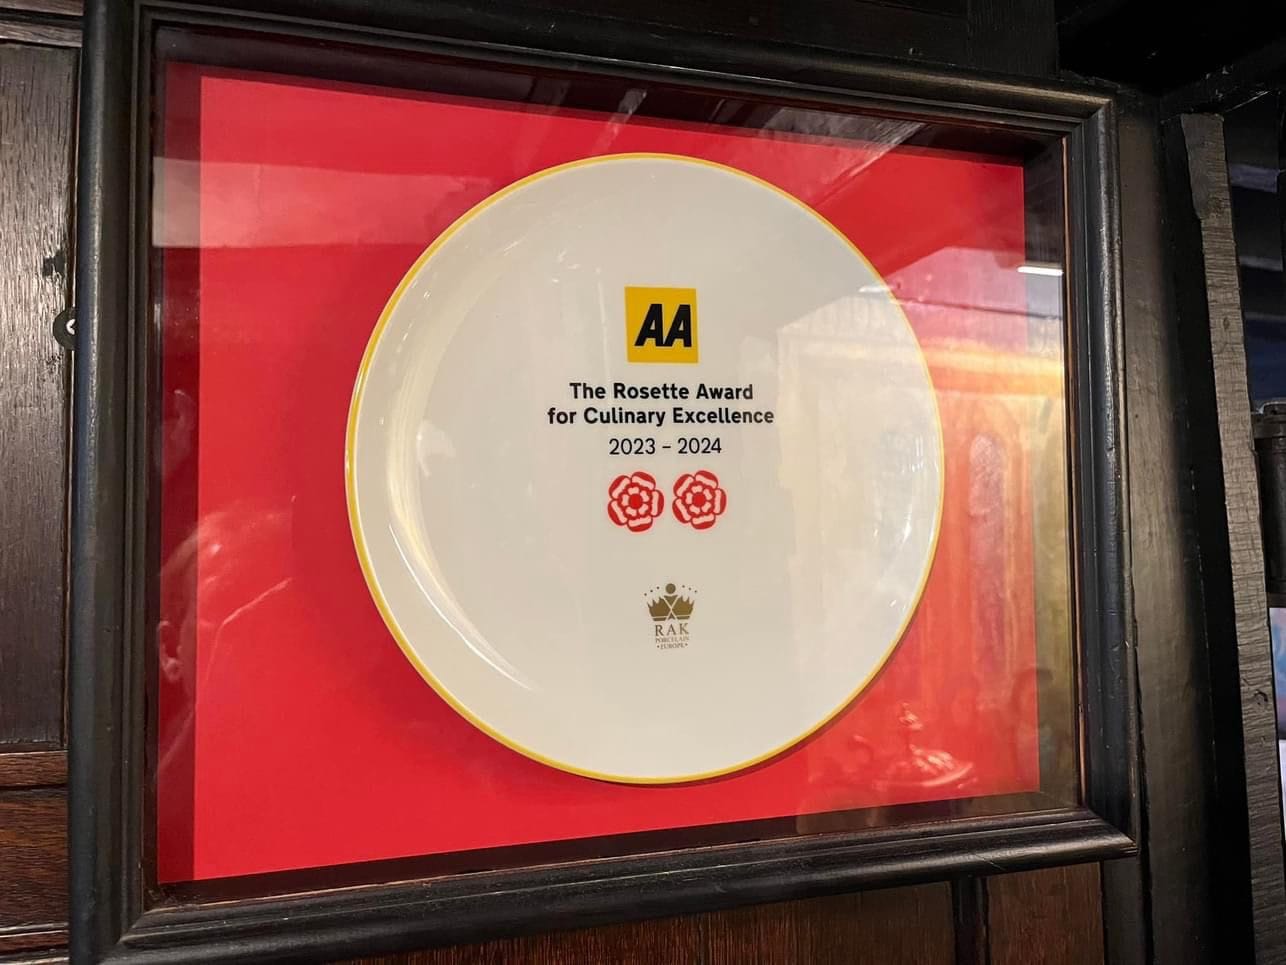 AA
The Rosette Award
for Culinary Excellence
2023 – 2024
RAK
PORCELAIN
•EUROPE•